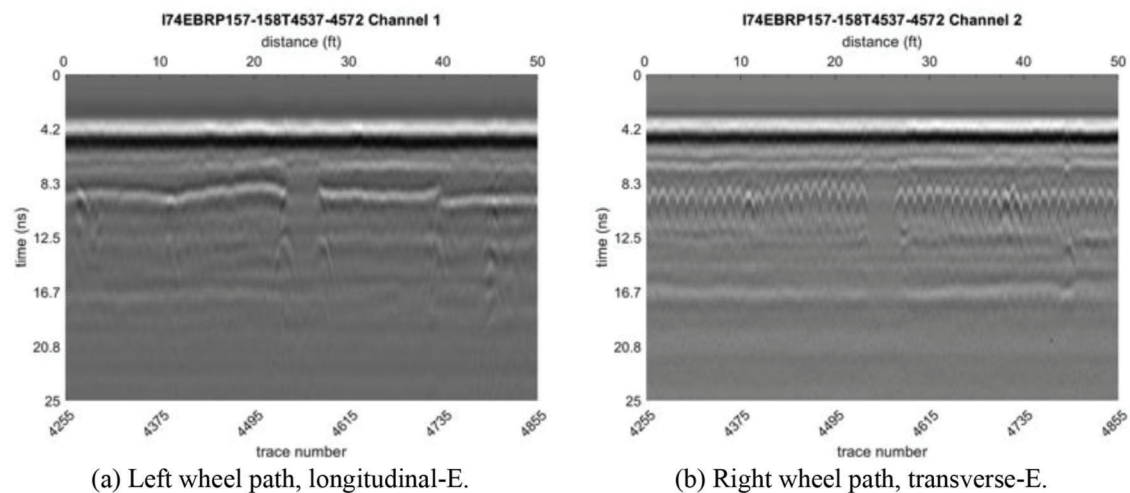 I74EBRP157-158T4537-4572 Channel 1
distance (ft)
0 10 20 30 40 50
0
4.2
8.3
12.5
16.7
20.8
25
time (ns)
4255 4375 4495 4615 4735 4855
trace number
(a) Left wheel path, longitudinal-E.
I74EBRP157-158T4537-4572 Channel 2
distance (ft)
0 10 20 30 40 50
0
4.2
8.3
12.5
16.7
20.8
25
time (ns)
4255 4375 4495 4615 4735 4855
trace number
(b) Right wheel path, transverse-E.